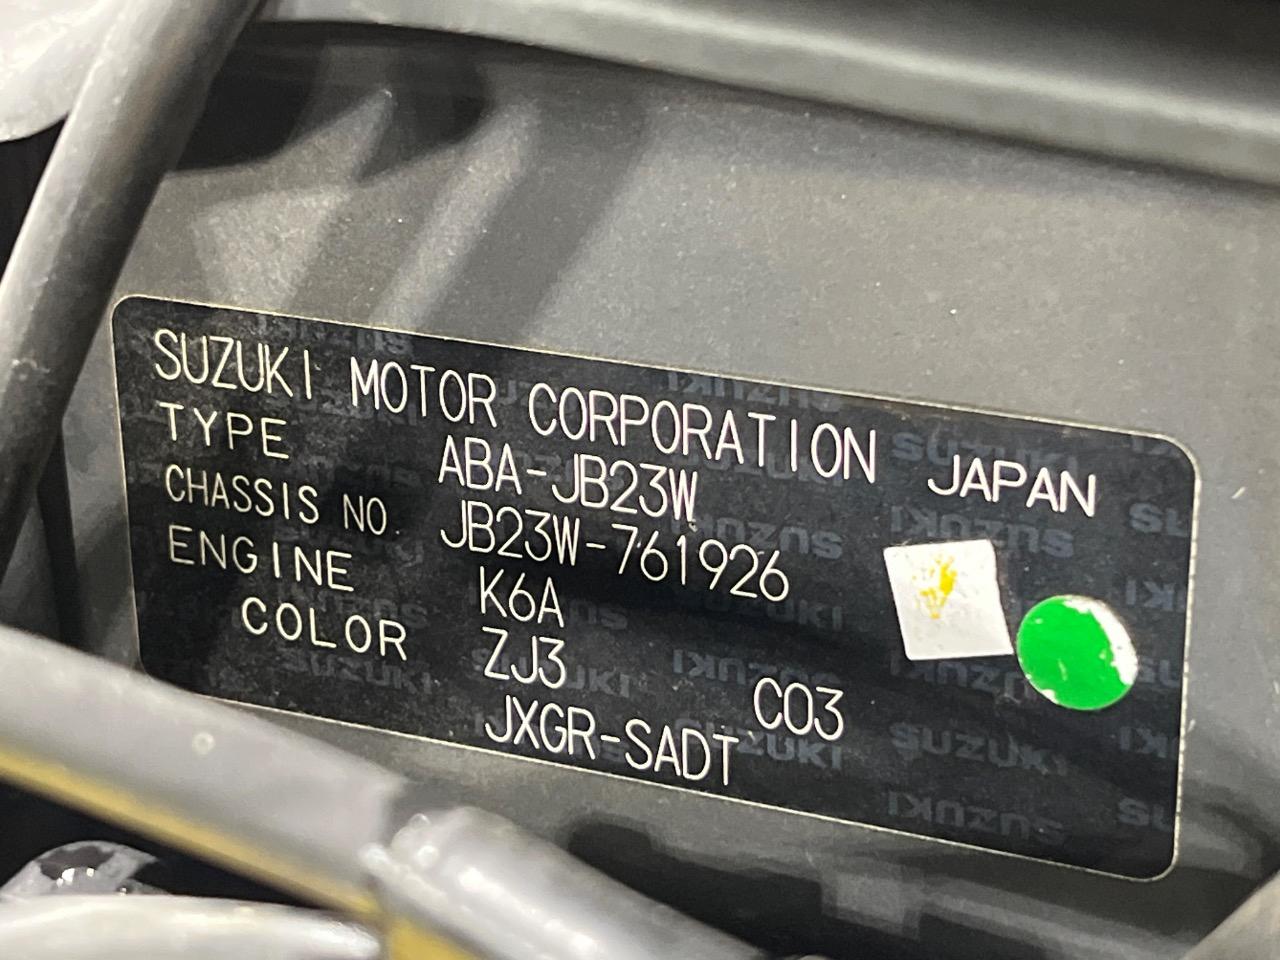 SUZUKI MOTOR CORPORATION JAPAN
TYPE ABA-JB23W
CHASSIS NO. JB23W-761926
ENGINE K6A
COLOR ZJ3 C03
JXGR-SADT